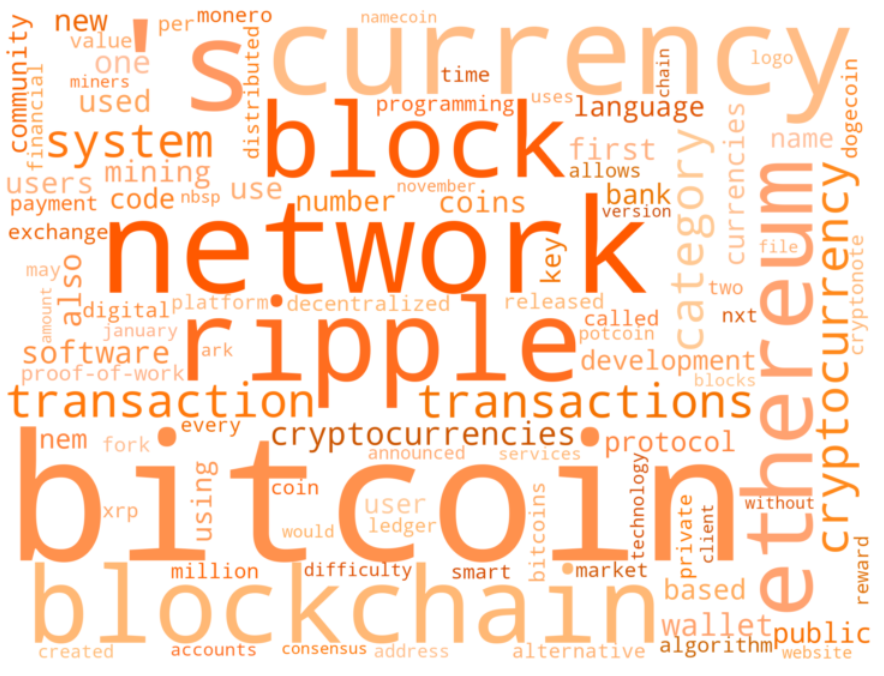 new
per
monero
namecoin
's
currency
logo
value
one
miners
used
community
financial
distributed
time
chain
programming
uses
language
block
system
first
name
dogecoin
category
currencies
mining
users
use
november
allows
bank
payment
code
nbsp
number
coins
version
exchange
network
key
ethereum
cryptocurrency
file
may
also
digital
platform
decentralized
released
two
amount
january
ripple
called
nxt
potcoin
cryptonote
software
ark
development
proof-of-work
blocks
transaction
transactions
every
nem
fork
cryptocurrencies
protocol
announced
services
bitcoin
using
coin
xrp
user
ledger
would
bitcoins
technology
private
client
without
million
difficulty
smart
market
reward
blockchain
based
wallet
public
algorithm
created
accounts
consensus
address
alternative
website